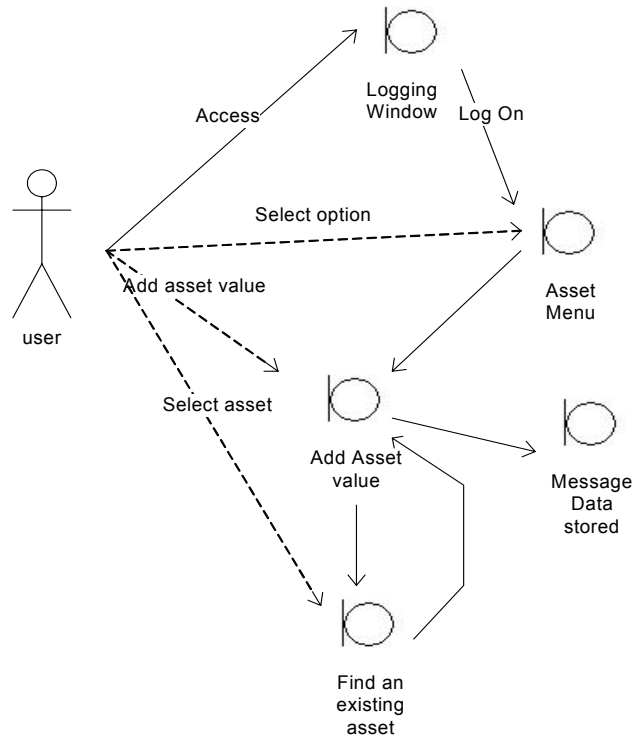 Logging
Window
Access
Log On
Select option
Asset
Menu
Add asset value
user
Select asset
Add Asset
value
Message
Data
stored
Find an
existing
asset